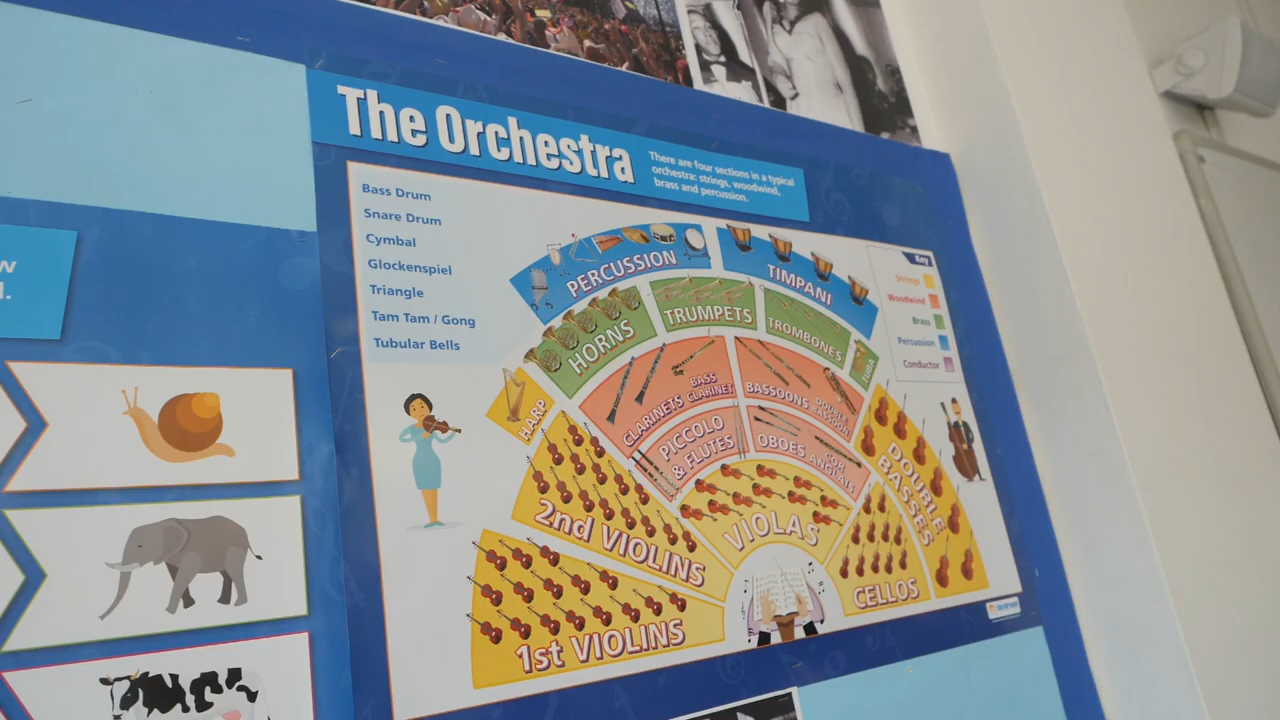 The Orchestra
There are four sections in a typical
orchestra: strings, woodwind,
brass and percussion.
Bass Drum
Snare Drum
Cymbal
Glockenspiel
Triangle
Tam Tam / Gong
Tubular Bells
PERCUSSION
TIMPANI
HORNS
TRUMPETS
TROMBONES
TUBA
HARP
CLARINETS
BASS
CLARINET
BASSOONS
DOUBLE
BASSOON
PICCOLO
& FLUTES
OBOES
COR
ANGLAIS
2nd VIOLINS
VIOLAS
DOUBLE
BASSES
1st VIOLINS
CELLOS
Key
Strings
Woodwind
Brass
Percussion
Conductor